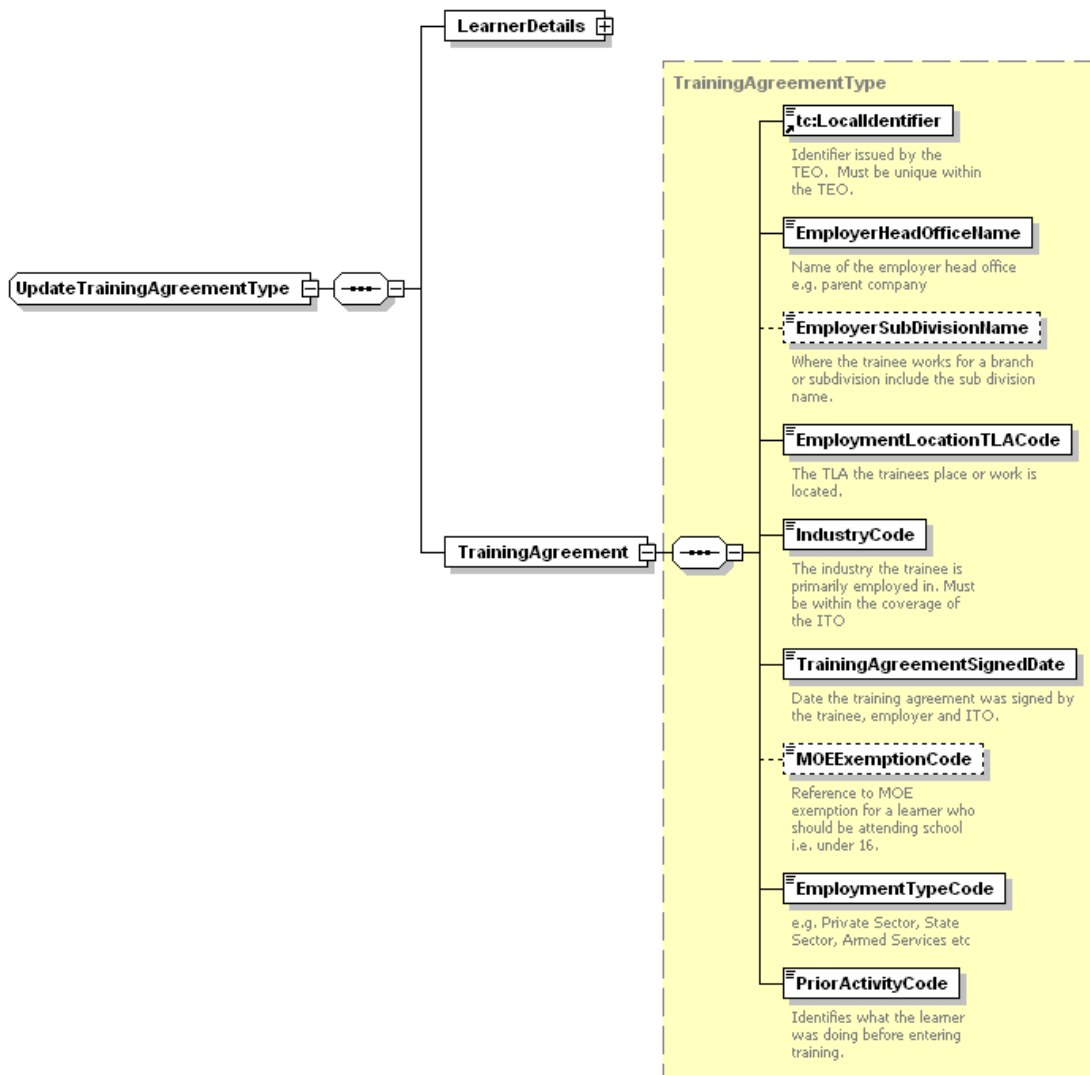 LearnerDetails
TrainingAgreementType
tc:LocalIdentifier
Identifier issued by the
TEO.  Must be unique within
the TEO.
EmployerHeadOfficeName
Name of the employer head office
e.g. parent company
UpdateTrainingAgreementType
EmployerSubDivisionName
Where the trainee works for a branch
or subdivision include the sub division
name.
EmploymentLocationTLACode
The TLA the trainees place or work is
located.
TrainingAgreement
IndustryCode
The industry the trainee is
primarily employed in. Must
be within the coverage of
the ITO
TrainingAgreementSignedDate
Date the training agreement was signed by
the trainee, employer and ITO.
MOEExemptionCode
Reference to MOE
exemption for a learner who
should be attending school
i.e. under 16.
EmploymentTypeCode
e.g. Private Sector, State
Sector, Armed Services etc
PriorActivityCode
Identifies what the learner
was doing before entering
training.